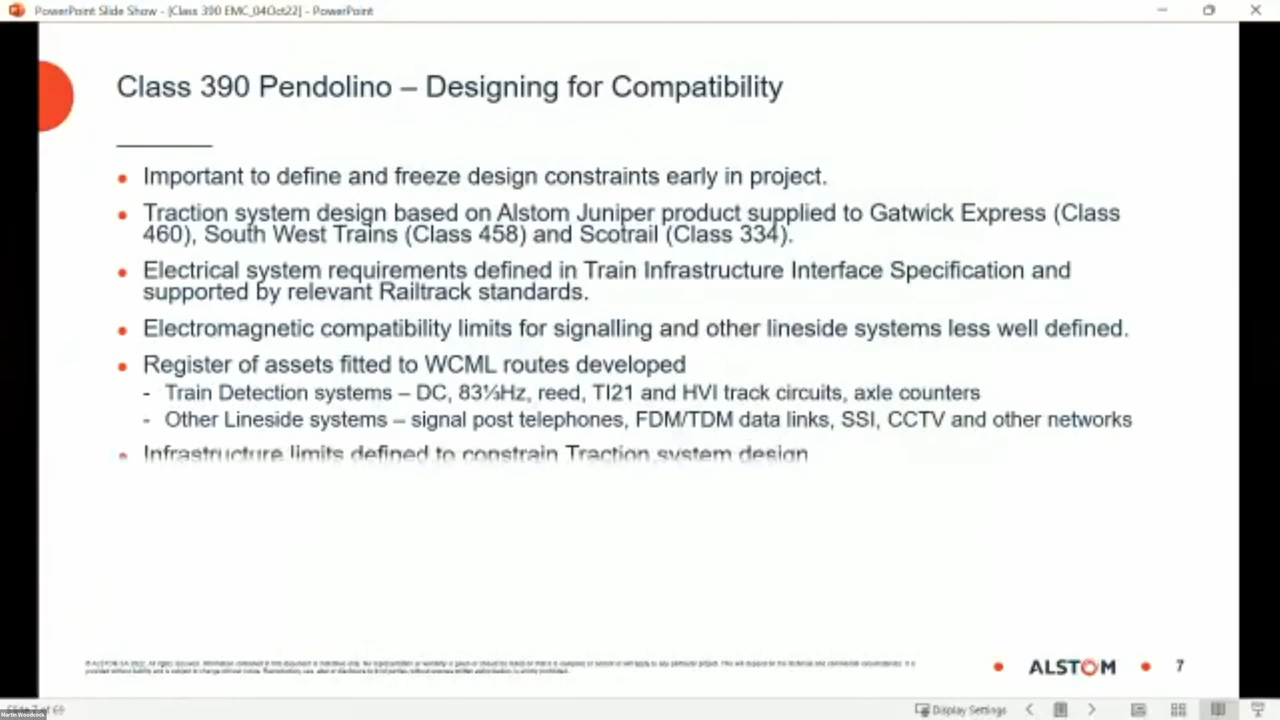 PowerPoint Slide Show - [Class 390 EMC_04Oct22] - PowerPoint
Class 390 Pendolino – Designing for Compatibility
Important to define and freeze design constraints early in project.
Traction system design based on Alstom Juniper product supplied to Gatwick Express (Class
460), South West Trains (Class 458) and Scotrail (Class 334).
Electrical system requirements defined in Train Infrastructure Interface Specification and
supported by relevant Railtrack standards.
Electromagnetic compatibility limits for signalling and other lineside systems less well defined.
Register of assets fitted to WCML routes developed
- Train Detection systems – DC, 83⅓Hz, reed, TI21 and HVI track circuits, axle counters
- Other Lineside systems – signal post telephones, FDM/TDM data links, SSI, CCTV and other networks
Infrastructure limits defined to constrain Traction system design
ALSTOM
7
Slide 7 of 69
Martin Woodcock
Display Settings